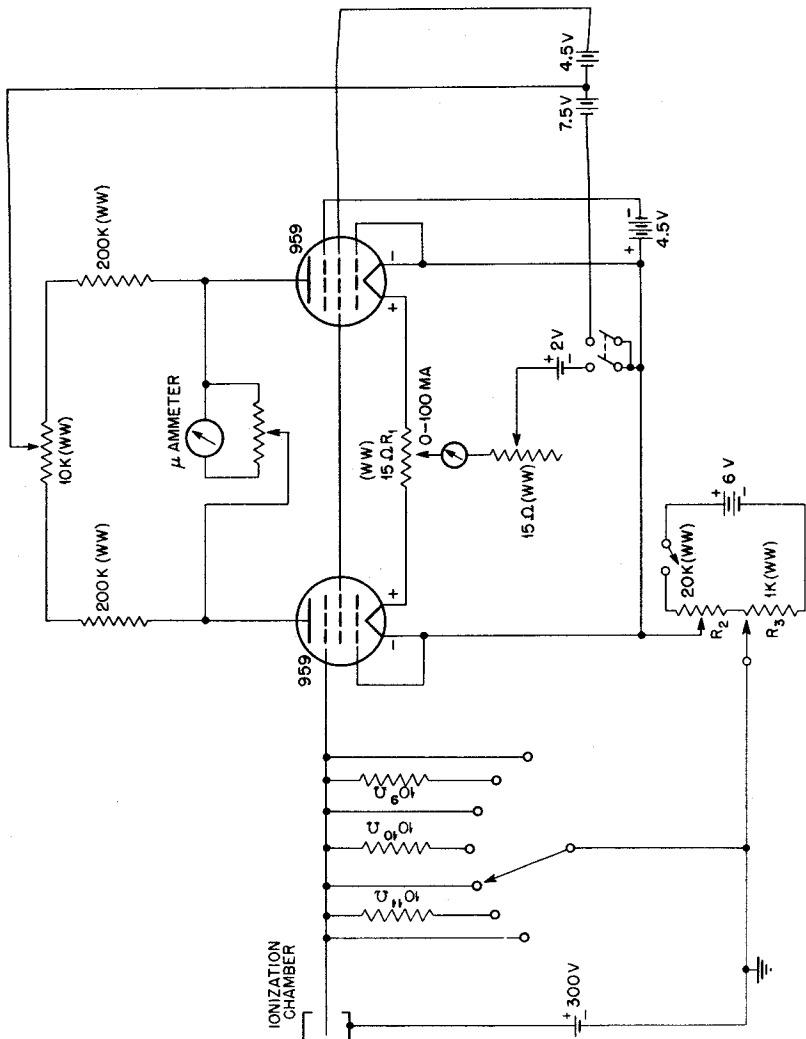 4.5V
7.5V
200K (WW)
959
- +
4.5V
10K (WW)
μ AMMETER
+ -
0-100 MA
(WW)
15 Ω R₁
+ 2V -
15 Ω (WW)
200K (WW)
959
+ -
+ 6V -
20K (WW)
1K (WW)
R₂
R₃
10⁹ Ω
10¹⁰ Ω
10¹¹ Ω
IONIZATION
CHAMBER
+ 300V -